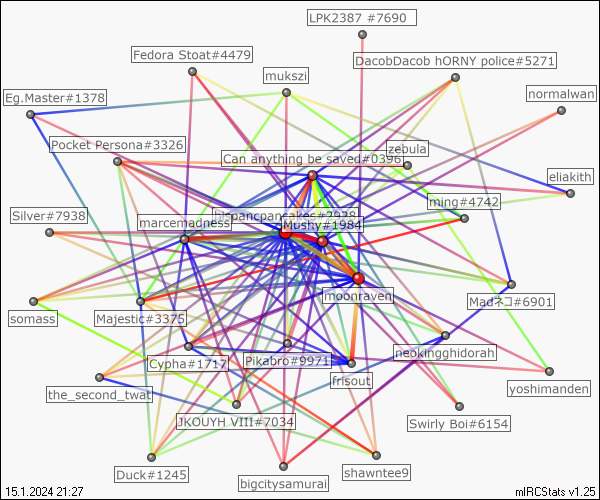 LPK2387 #7690
Fedora Stoat#4479
DacobDacob hORNY police#5271
mukszi
Eg.Master#1378
normalwan
Pocket Persona#3326
zebula
Can anything be saved#0396
eliakith
ming#4742
Silver#7938
hispancpancakes#2928
marcemadness
Mushy#1984
moonraven
Madネコ#6901
somass
Majestic#3375
Cypha#1717
Pikabro#9971
neokingghidorah
frisout
the_second_twat
yoshimanden
JKOUYH VIII#7034
Swirly Boi#6154
Duck#1245
shawntee9
bigcitysamurai
15.1.2024 21:27
mIRCStats v1.25